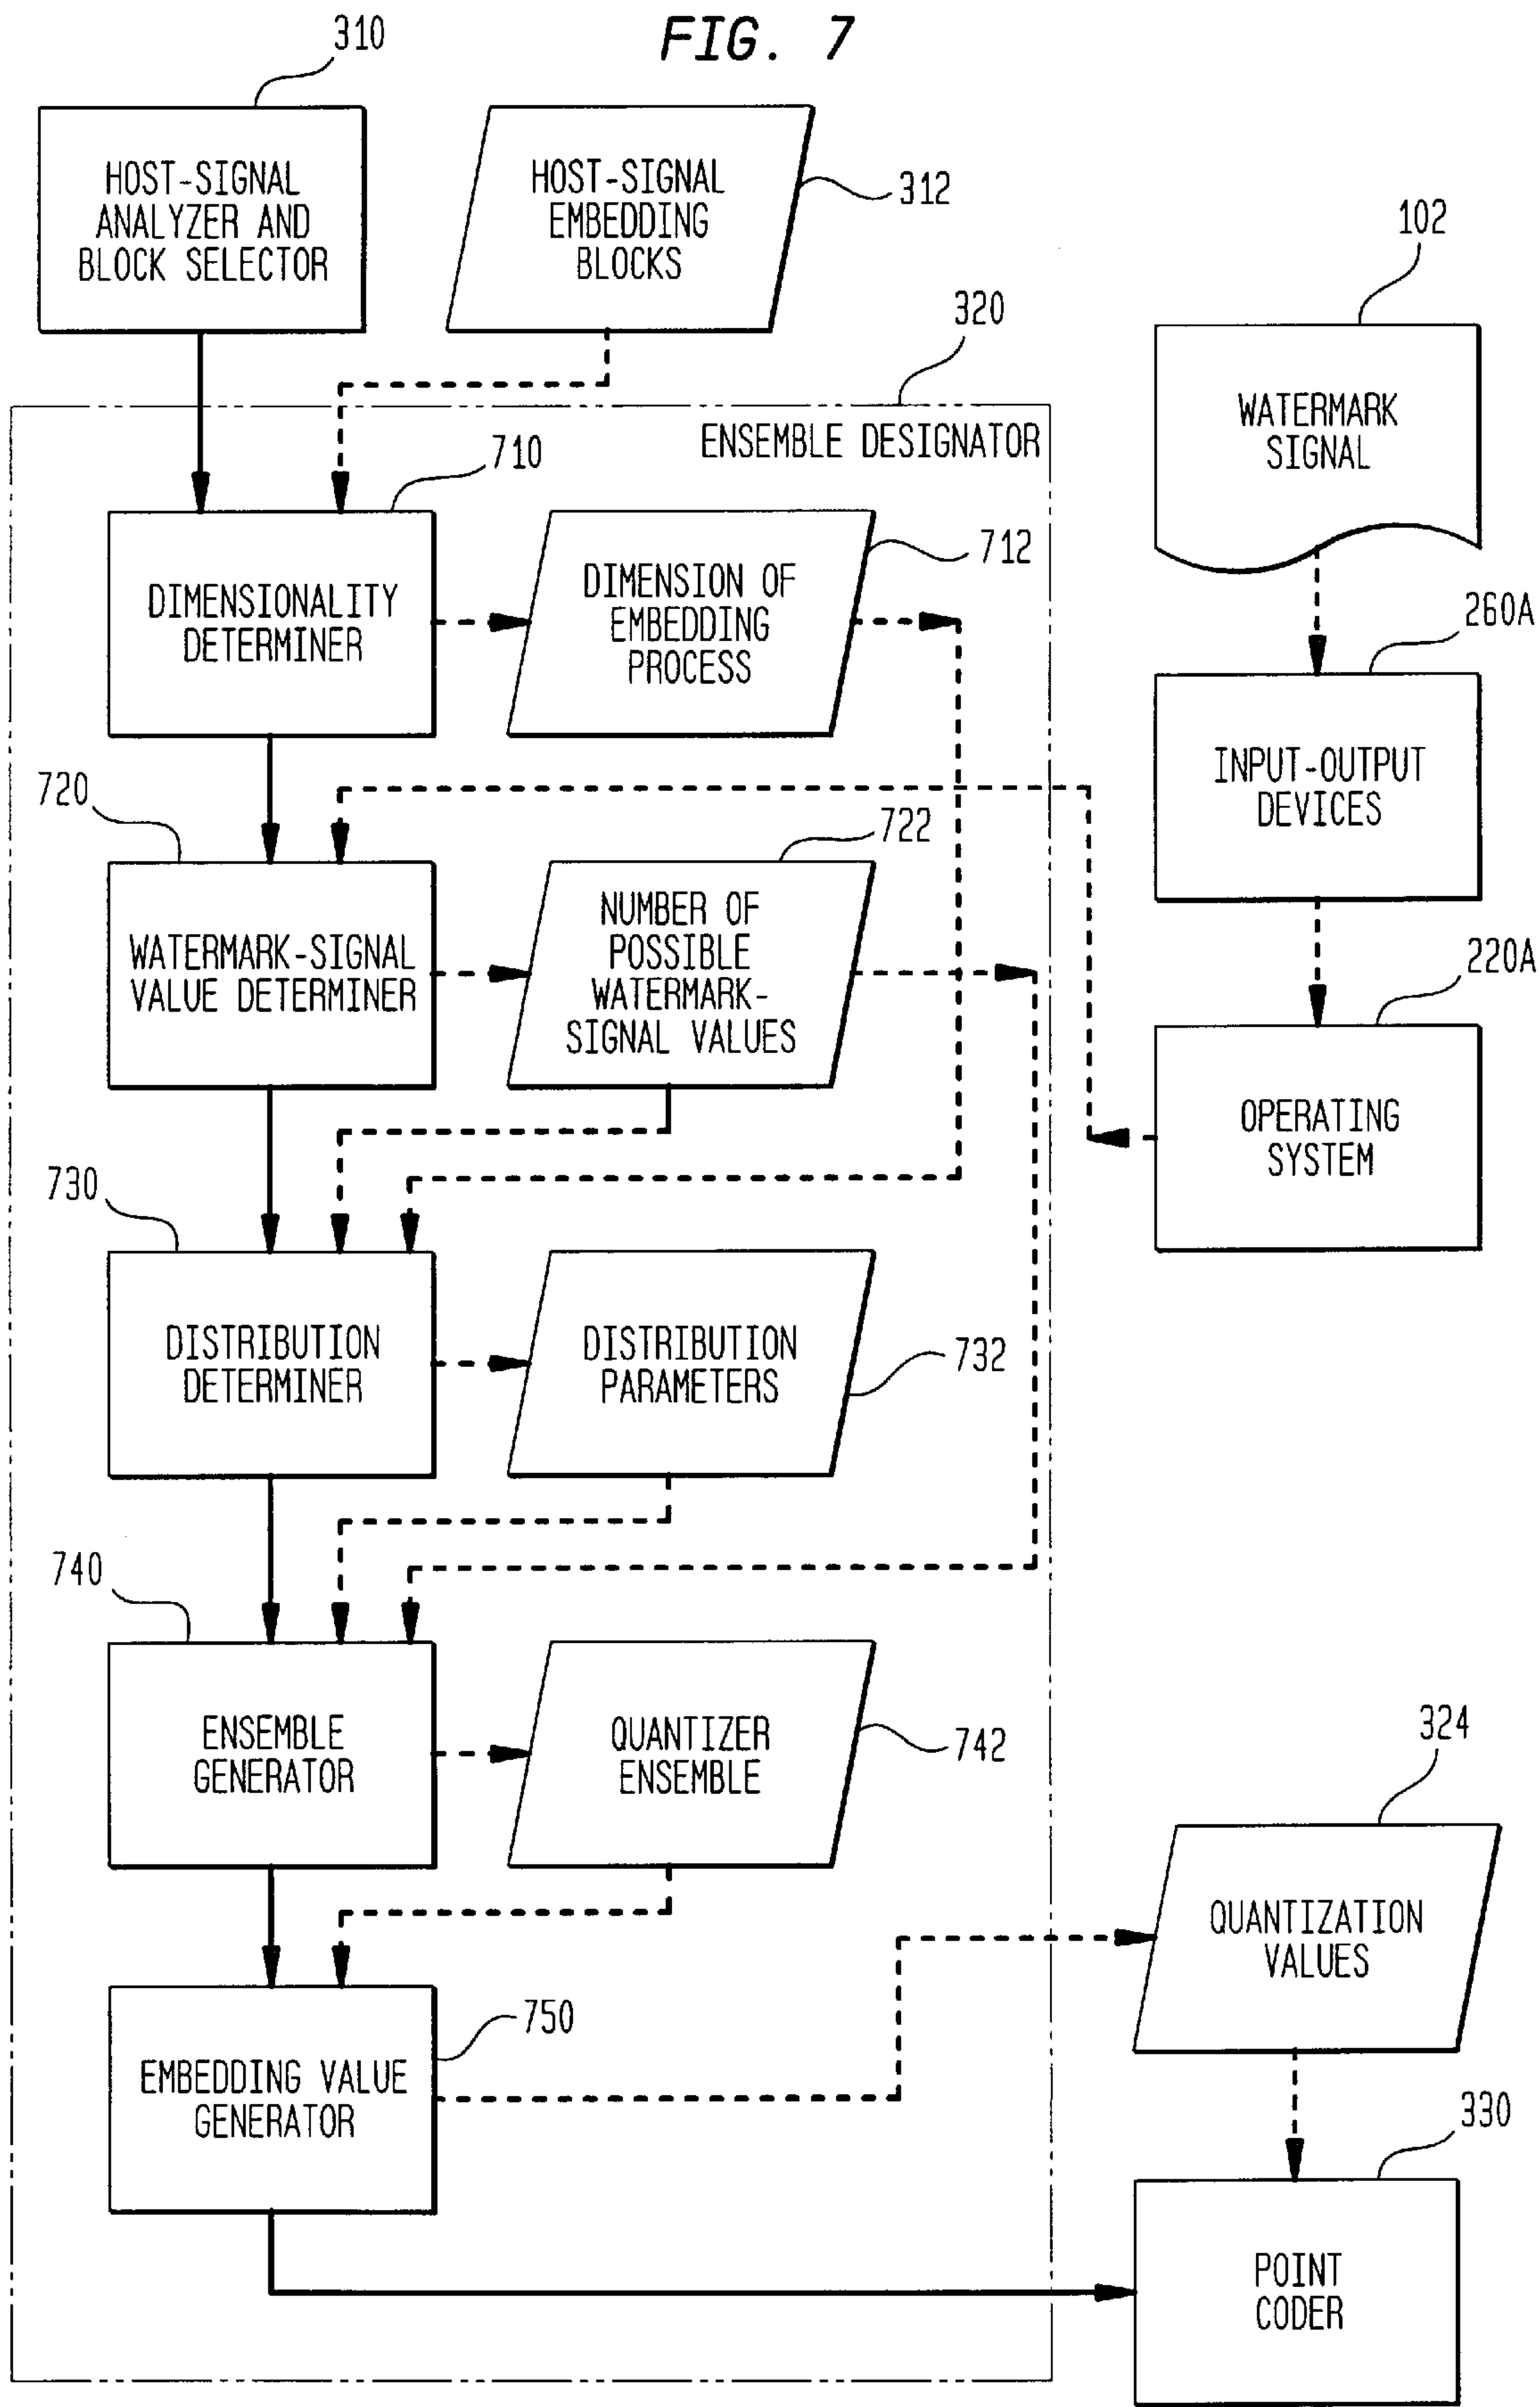 FIG. 7
310
HOST-SIGNAL
ANALYZER AND
BLOCK SELECTOR
HOST-SIGNAL
EMBEDDING
BLOCKS
312
102
WATERMARK
SIGNAL
320
ENSEMBLE DESIGNATOR
710
DIMENSIONALITY
DETERMINER
DIMENSION OF
EMBEDDING
PROCESS
712
260A
INPUT-OUTPUT
DEVICES
720
WATERMARK-SIGNAL
VALUE DETERMINER
722
NUMBER OF
POSSIBLE
WATERMARK-
SIGNAL VALUES
220A
OPERATING
SYSTEM
730
DISTRIBUTION
DETERMINER
DISTRIBUTION
PARAMETERS
732
740
ENSEMBLE
GENERATOR
QUANTIZER
ENSEMBLE
742
324
QUANTIZATION
VALUES
750
EMBEDDING VALUE
GENERATOR
330
POINT
CODER